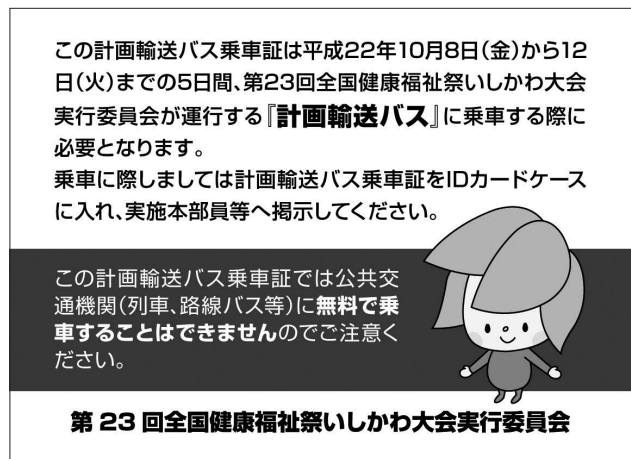 この計画輸送バス乗車証は平成22年10月8日(金)から12
日(火)までの5日間、第23回全国健康福祉祭いしかわ大会
実行委員会が運行する『計画輸送バス』に乗車する際に
必要となります。
乗車に際しましては計画輸送バス乗車証をIDカードケース
に入れ、実施本部員等へ掲示してください。
この計画輸送バス乗車証では公共交
通機関(列車、路線バス等)に無料で乗
車することはできませんのでご注意く
ださい。
第 23 回全国健康福祉祭いしかわ大会実行委員会